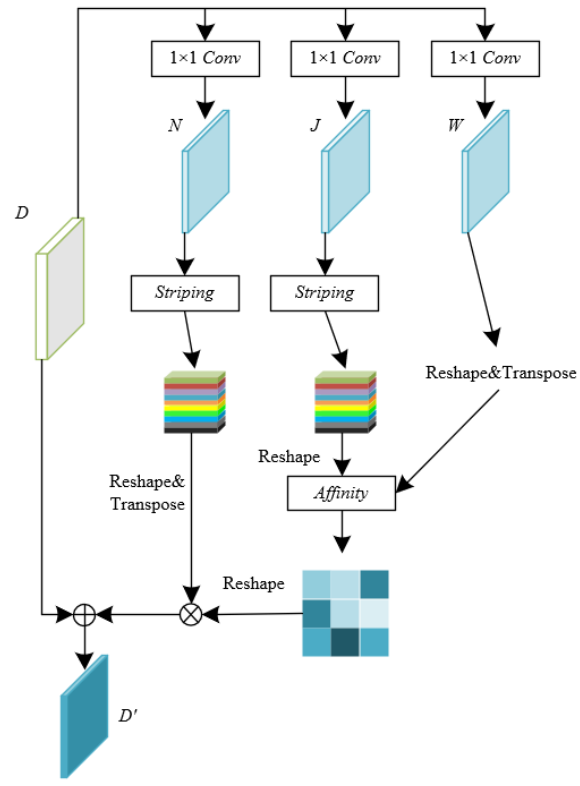 1×1 Conv
1×1 Conv
1×1 Conv
N
J
W
D
Striping
Striping
Reshape&Transpose
Reshape
Reshape&
Transpose
Affinity
Reshape
D'